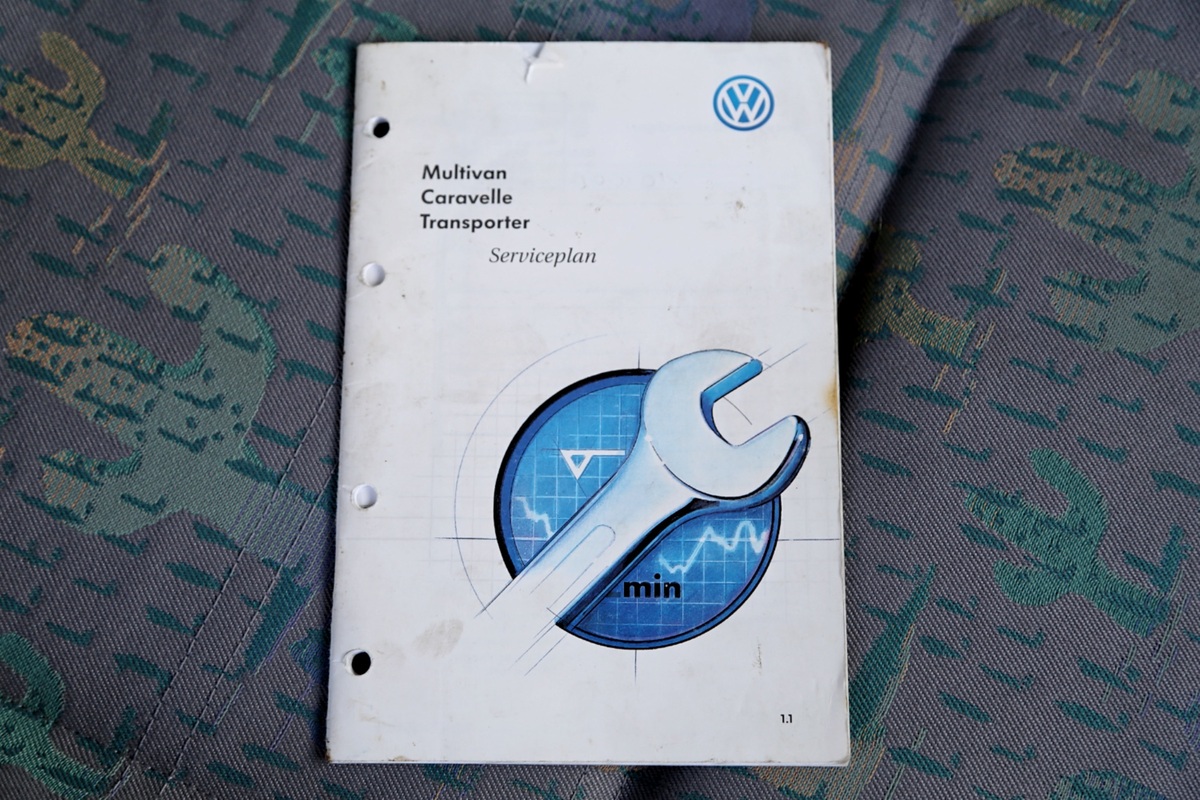 Multivan
Caravelle
Transporter
Serviceplan
min
1.1